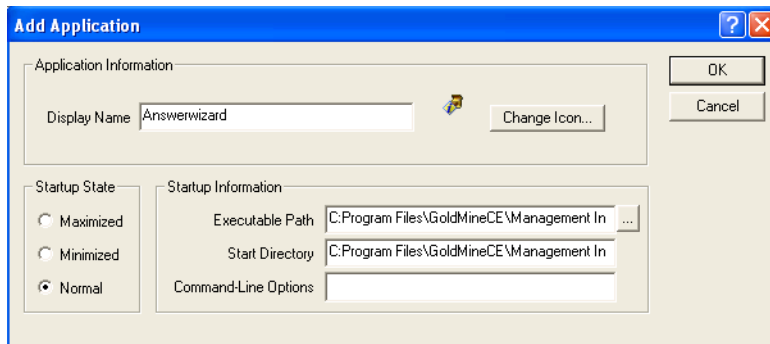 Add Application
Application Information
OK
Display Name Answerwizard Change Icon...
Cancel
Startup State
Startup Information
Maximized
Executable Path C:Program Files\GoldMineCE\Management In ...
Minimized
Start Directory C:Program Files\GoldMineCE\Management In
Normal
Command-Line Options